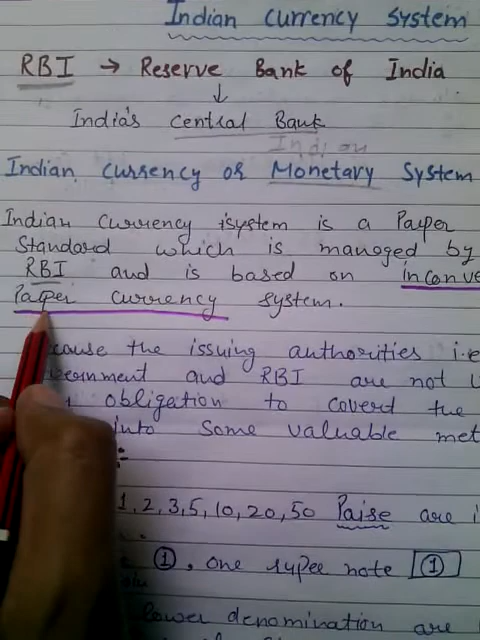 Indian currency System
RBI → Reserve Bank of India
↓
India's Central Bank
Indian
Indian currency or Monetary System
Indian Currency system is a Paper
Standard which is managed by
RBI and is based on inconve
Paper currency system.
cause the issuing authorities i.e
vernment and RBI are not u
obligation to covert the
into some valuable met
1, 2, 3, 5, 10, 20, 50 Paise are i
①, one rupee note ①
lower denomination are